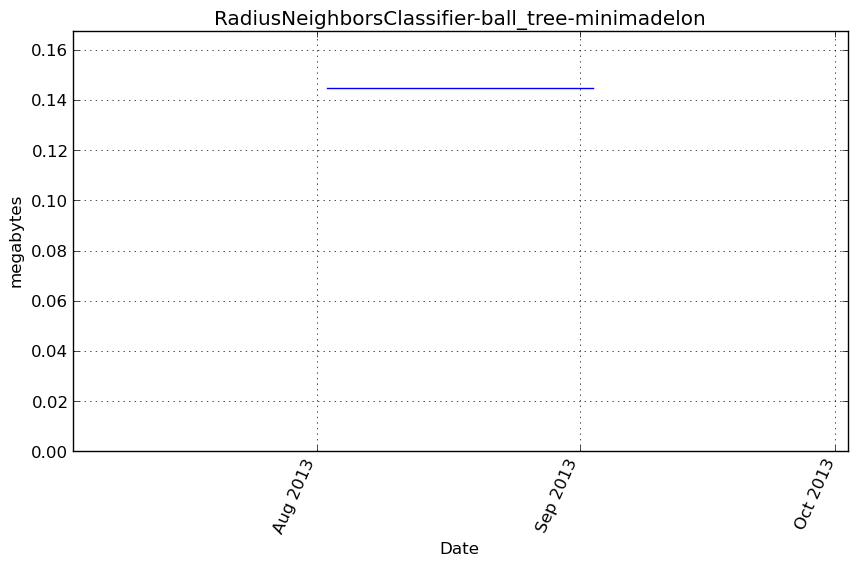 RadiusNeighborsClassifier-ball_tree-minimadelon
0.16
0.14
0.12
0.10
0.08
0.06
0.04
0.02
0.00
megabytes
Aug 2013
Sep 2013
Oct 2013
Date